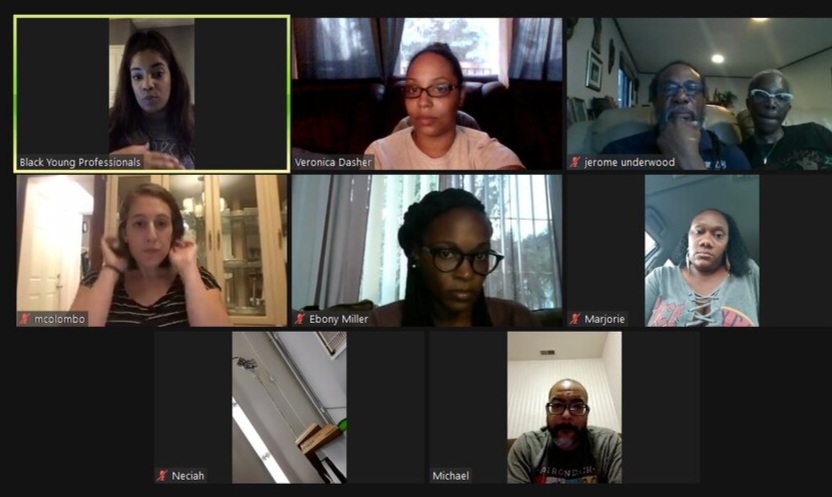 Black Young Professionals
Veronica Dasher
jerome underwood
mcolombo
Ebony Miller
Marjorie
Neciah
Michael